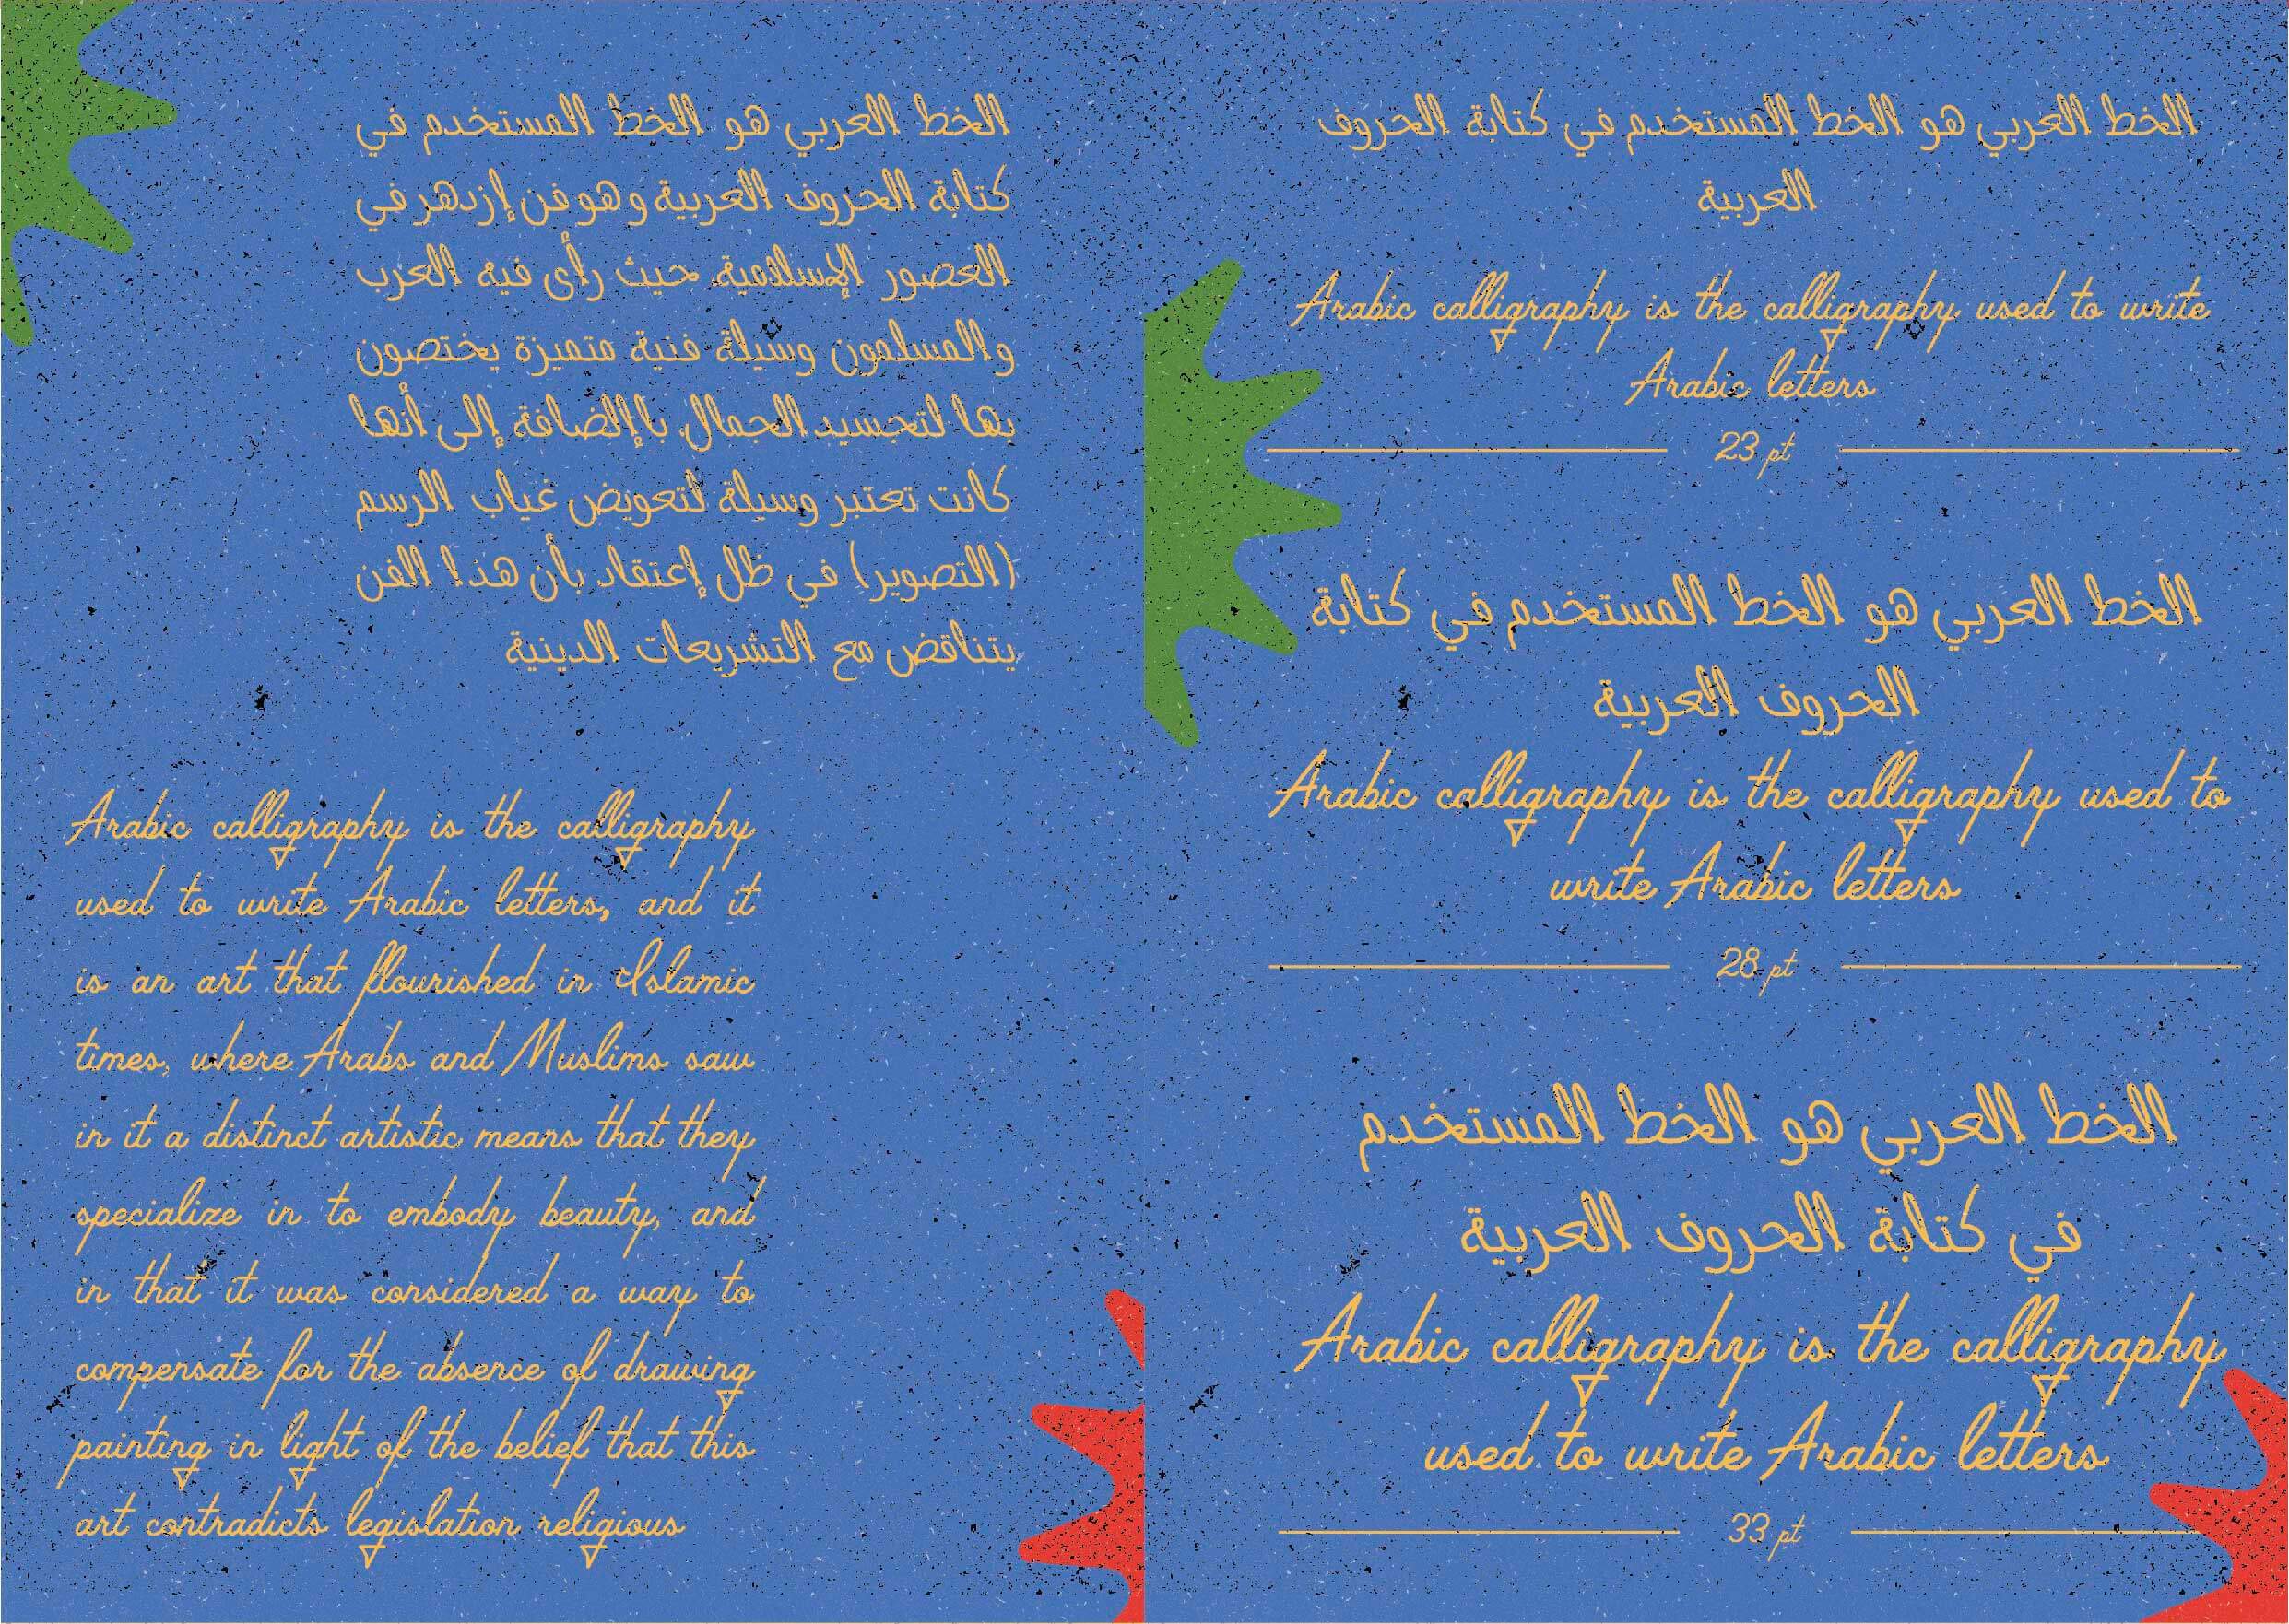 الخط العربي هو الخط المستخدم في
كتابة الحروف العربية وهو فن إزدهر في
العصور الإسلامية حيث رأى فيه العرب
والمسلمون وسيلة فنية متميزة يختصون
بها لتجسيد الجمال باإلضافة إلى أنها
كانت تعتبر وسيلة لتعويض غياب الرسم
(التصوير) في ظل إعتقاد بأن هذا الفن
يتناقض مع التشريعات الدينية
Arabic calligraphy is the calligraphy
used to write Arabic letters, and it
is an art that flourished in Islamic
times, where Arabs and Muslims saw
in it a distinct artistic means that they
specialize in to embody beauty, and
in that it was considered a way to
compensate for the absence of drawing
painting in light of the belief that this
art contradicts legislation religious
الخط العربي هو الخط المستخدم في كتابة الحروف
العربية
Arabic calligraphy is the calligraphy used to write
Arabic letters
23 pt
الخط العربي هو الخط المستخدم في كتابة
الحروف العربية
Arabic calligraphy is the calligraphy used to
write Arabic letters
28 pt
الخط العربي هو الخط المستخدم
في كتابة الحروف العربية
Arabic calligraphy is the calligraphy
used to write Arabic letters
33 pt